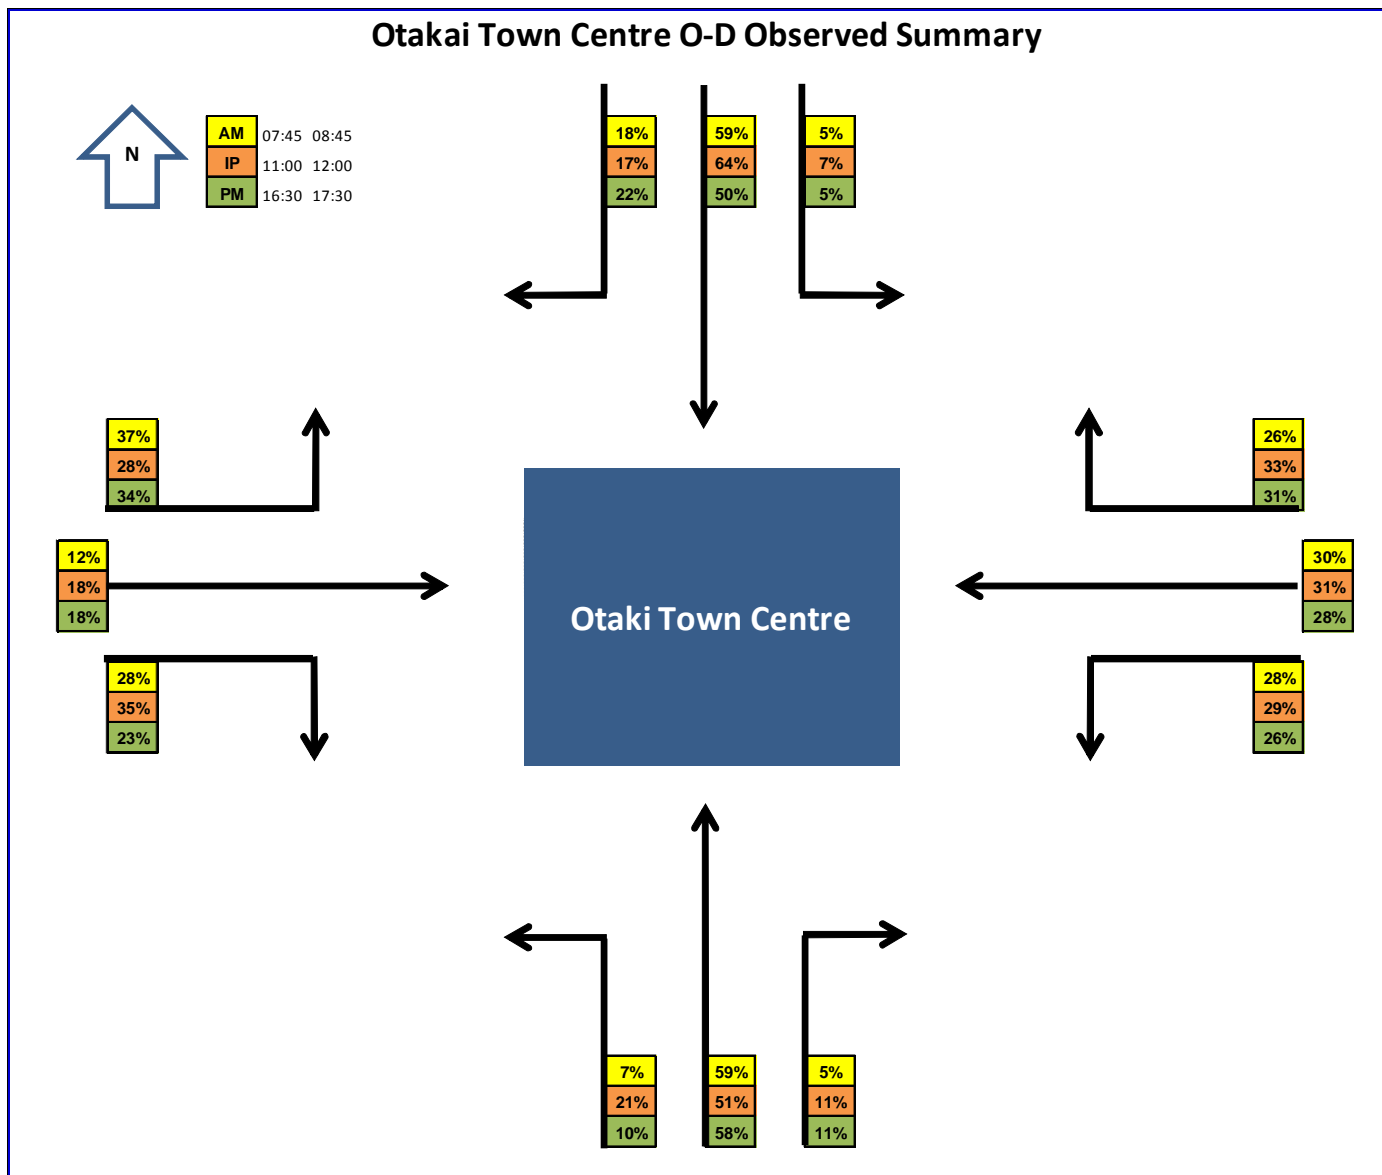 Otakai Town Centre O-D Observed Summary
N
AM 07:45 08:45
IP 11:00 12:00
PM 16:30 17:30
18% 59% 5%
17% 64% 7%
22% 50% 5%
37%
28%
34%
26%
33%
31%
12%
18%
18%
30%
31%
28%
Otaki Town Centre
28%
35%
23%
28%
29%
26%
7% 59% 5%
21% 51% 11%
10% 58% 11%